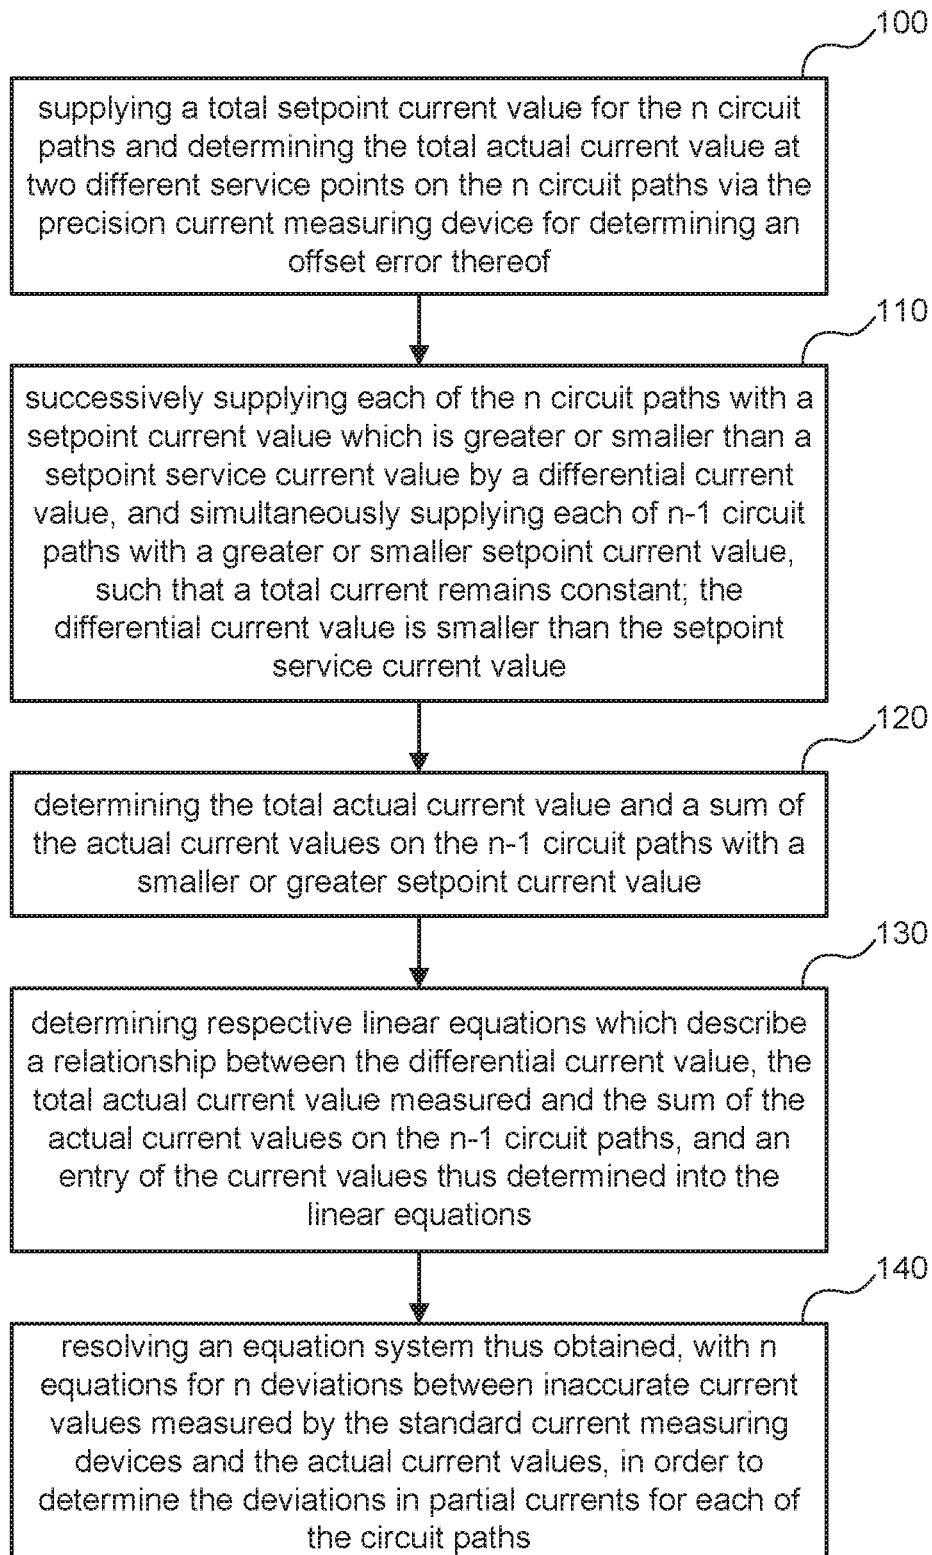 100
supplying a total setpoint current value for the n circuit
paths and determining the total actual current value at
two different service points on the n circuit paths via the
precision current measuring device for determining an
offset error thereof
110
successively supplying each of the n circuit paths with a
setpoint current value which is greater or smaller than a
setpoint service current value by a differential current
value, and simultaneously supplying each of n-1 circuit
paths with a greater or smaller setpoint current value,
such that a total current remains constant; the
differential current value is smaller than the setpoint
service current value
120
determining the total actual current value and a sum of
the actual current values on the n-1 circuit paths with a
smaller or greater setpoint current value
130
determining respective linear equations which describe
a relationship between the differential current value, the
total actual current value measured and the sum of the
actual current values on the n-1 circuit paths, and an
entry of the current values thus determined into the
linear equations
140
resolving an equation system thus obtained, with n
equations for n deviations between inaccurate current
values measured by the standard current measuring
devices and the actual current values, in order to
determine the deviations in partial currents for each of
the circuit paths